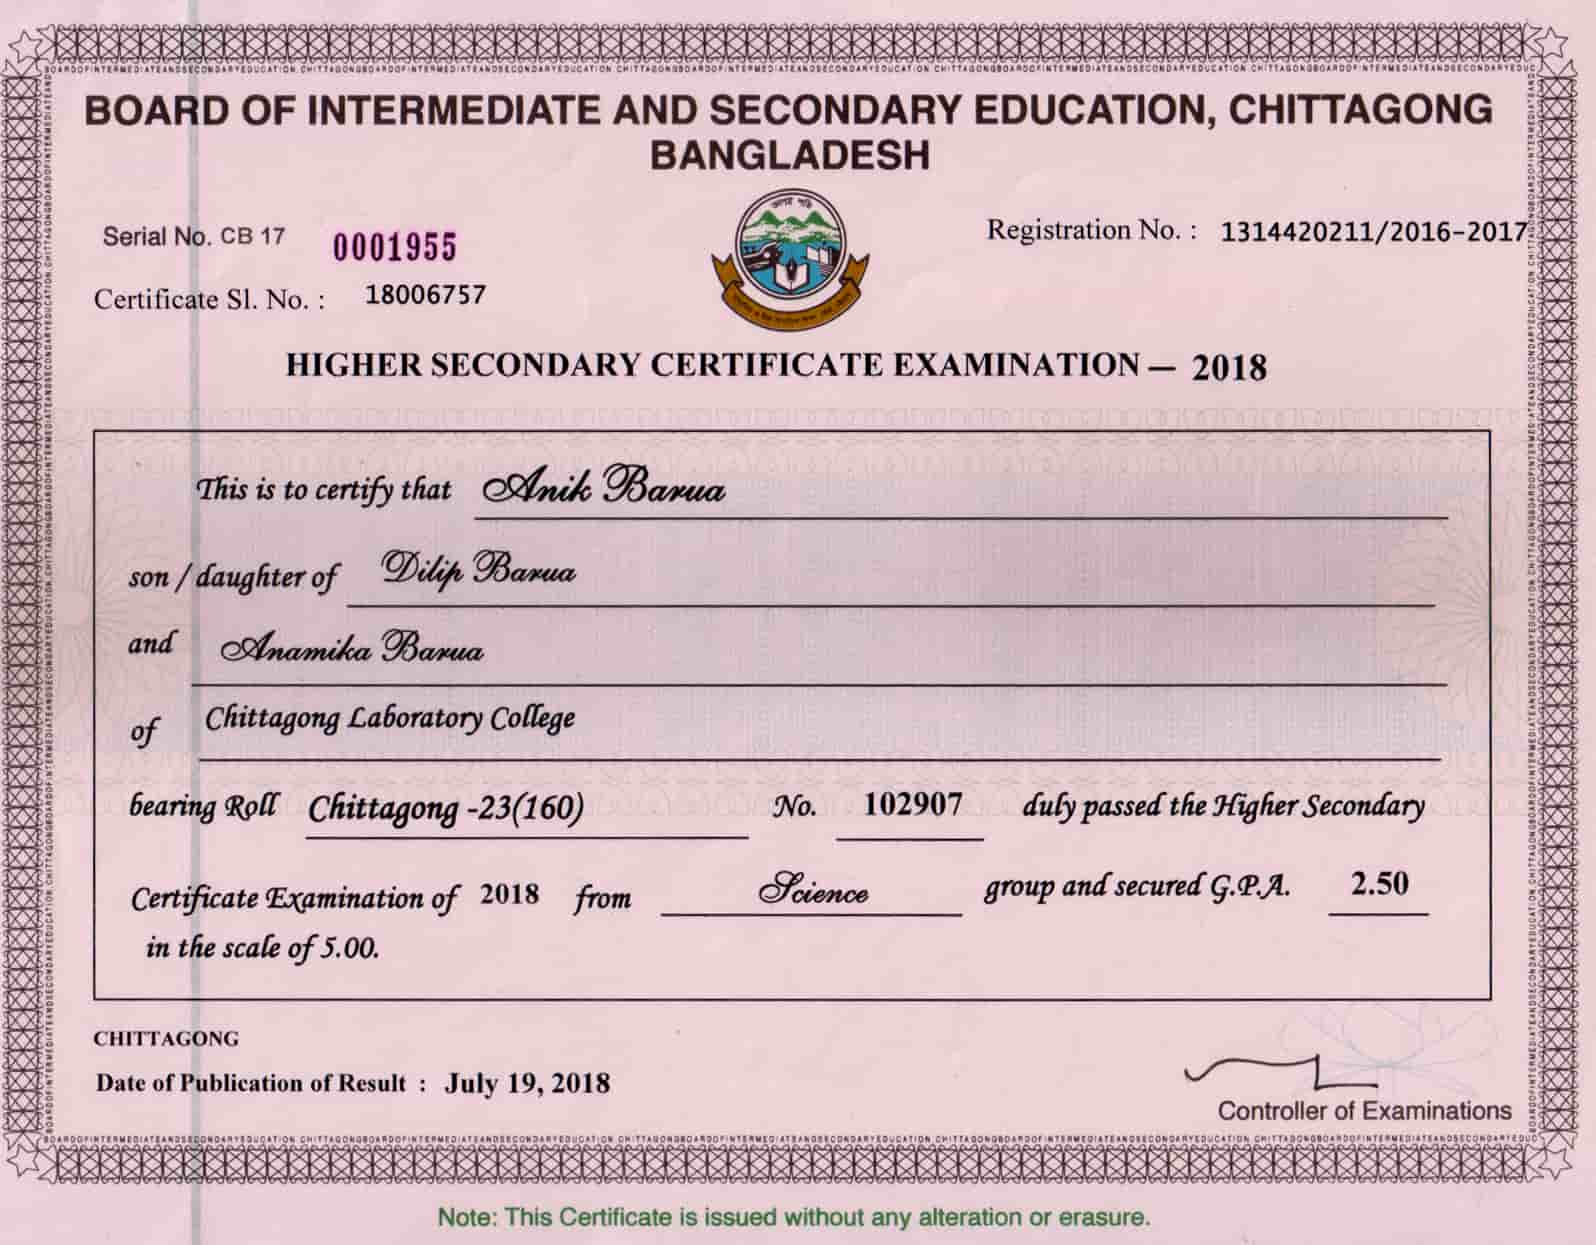 BOARD OF INTERMEDIATE AND SECONDARY EDUCATION, CHITTAGONG
BANGLADESH
Serial No. CB 17 0001955
Registration No. : 1314420211/2016-2017
Certificate Sl. No. : 18006757
HIGHER SECONDARY CERTIFICATE EXAMINATION — 2018
This is to certify that Anik Barua
son / daughter of Dilip Barua
and Anamika Barua
of Chittagong Laboratory College
bearing Roll Chittagong -23(160) No. 102907 duly passed the Higher Secondary
Certificate Examination of 2018 from Science group and secured G.P.A. 2.50
in the scale of 5.00.
CHITTAGONG
Date of Publication of Result : July 19, 2018
Controller of Examinations
Note: This Certificate is issued without any alteration or erasure.